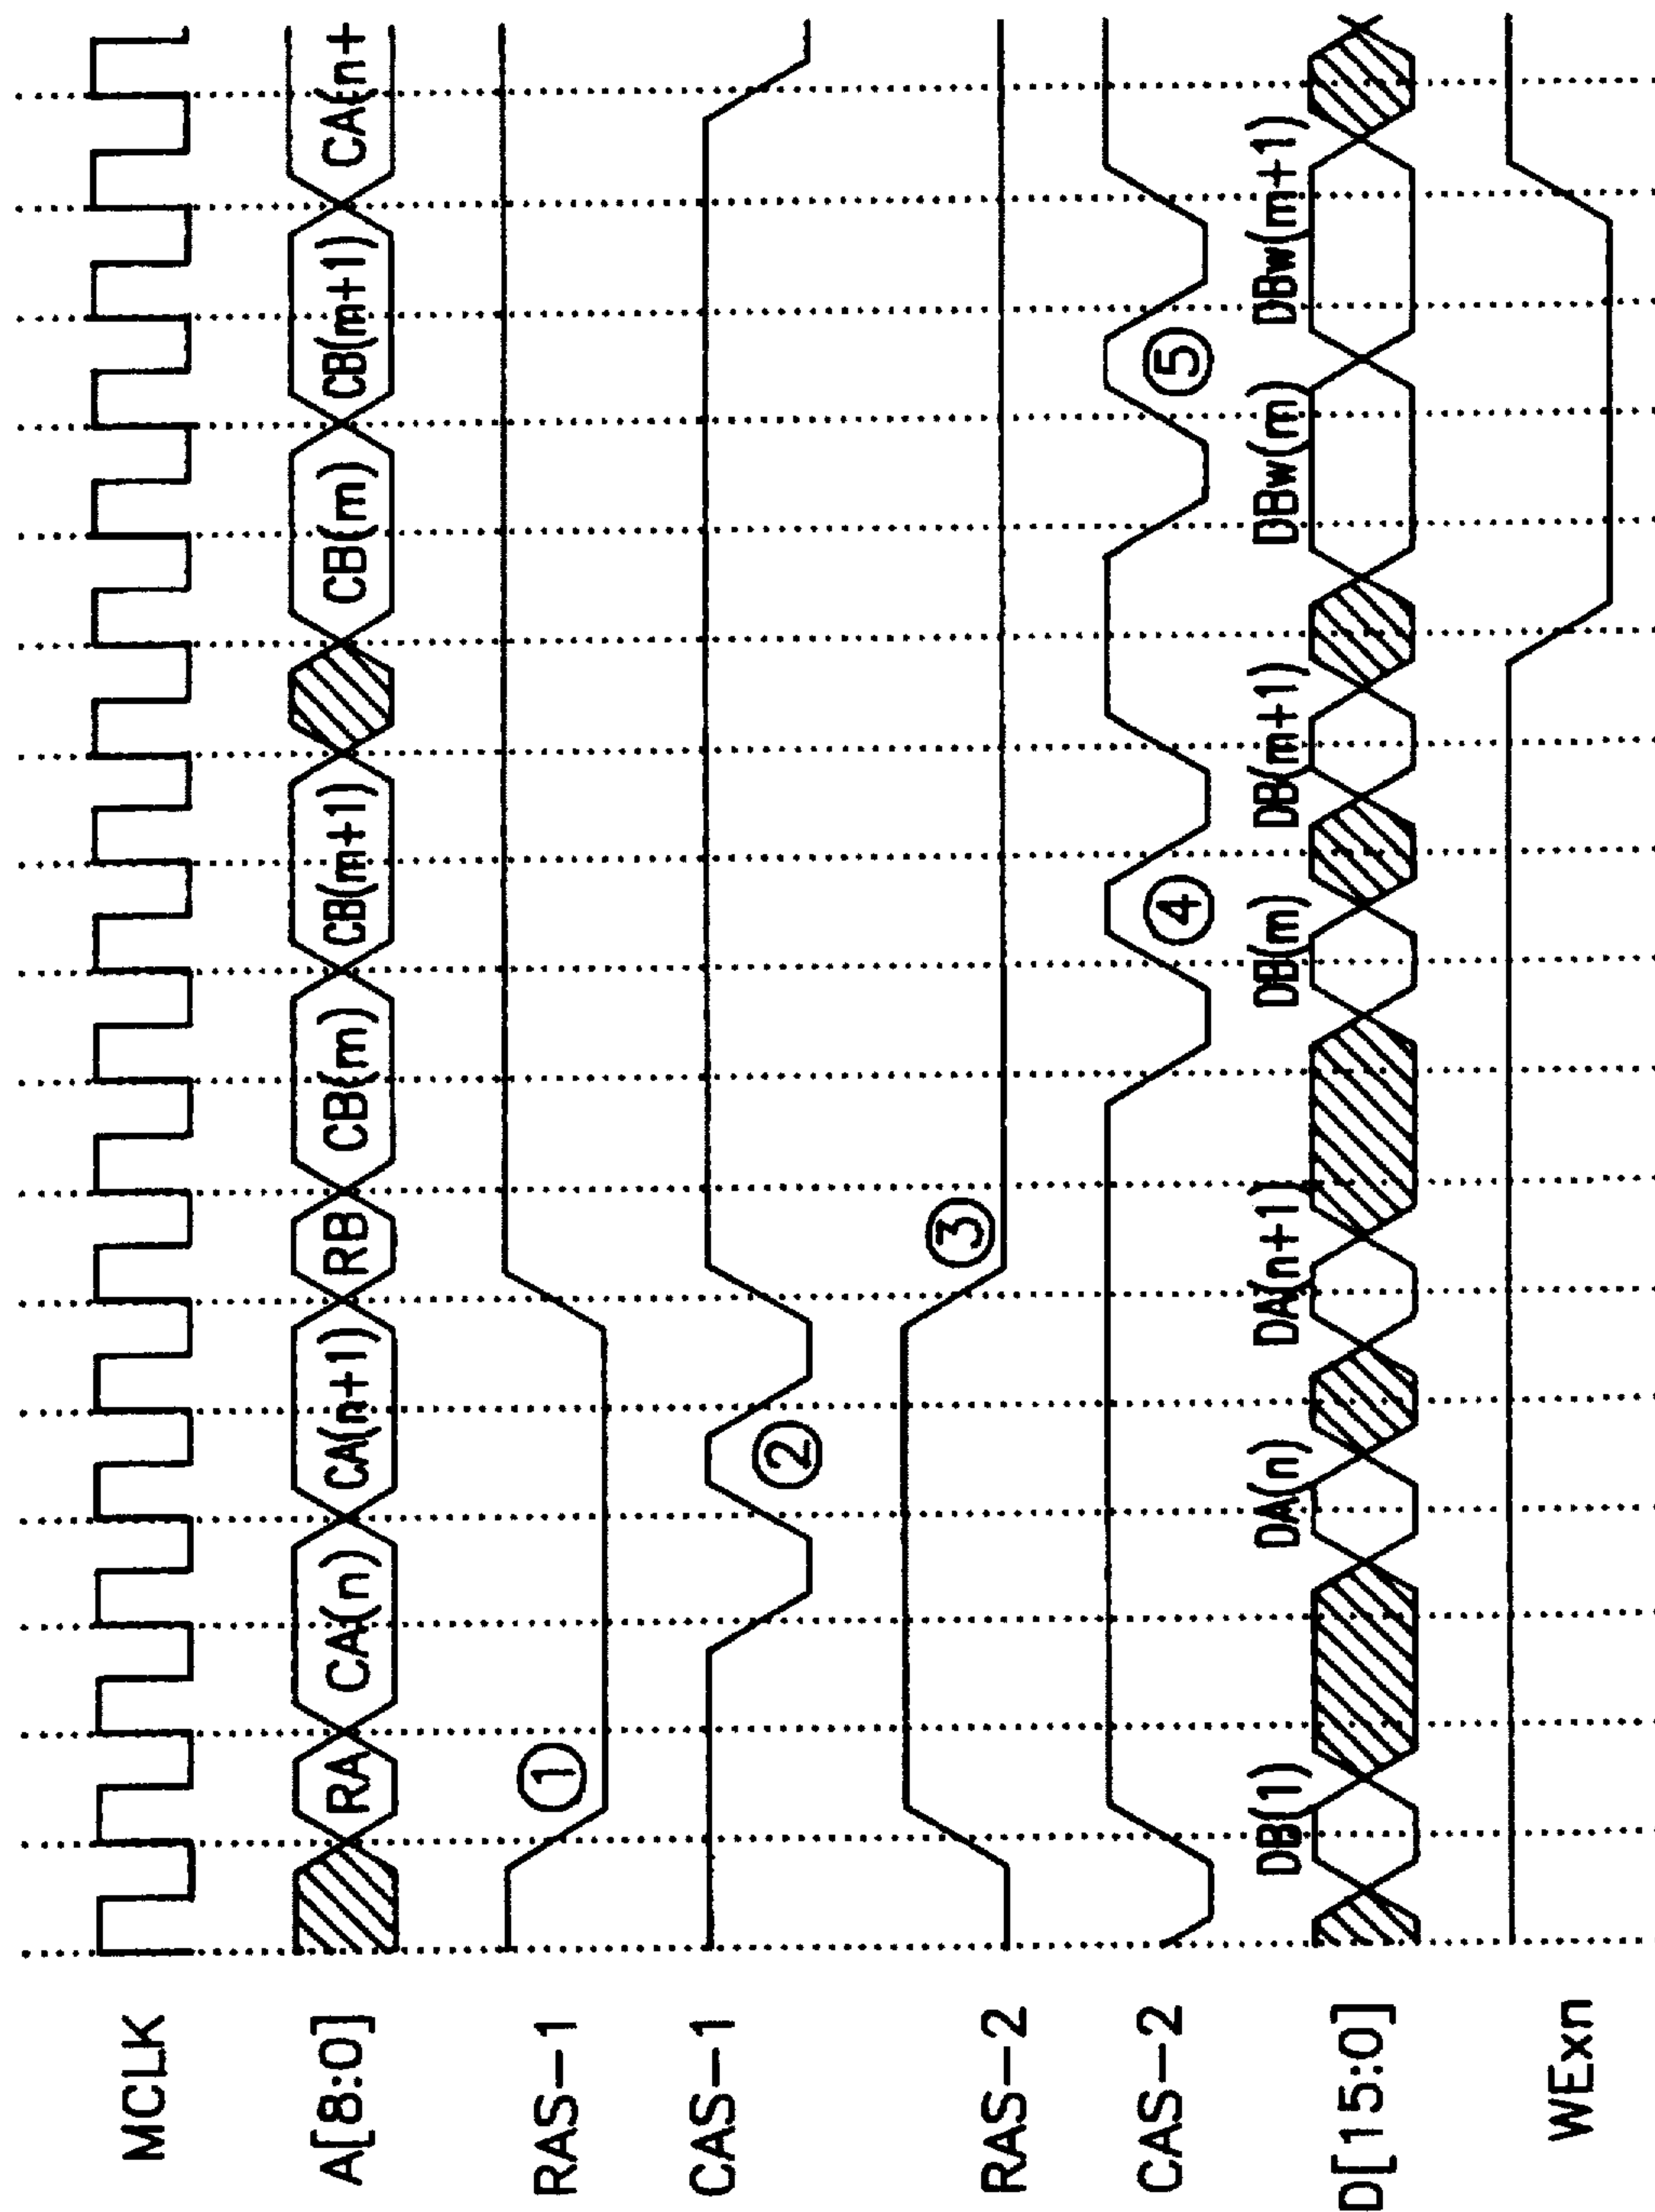 MCLK
A[8:0] RA CA(n) CA(n+1) RB CB(m) CB(m+1) CB(m) CB(m+1) CA(n+
RAS-1 ①
CAS-1 ②
RAS-2 ③
CAS-2 ④ ⑤
D[15:0] DB(1) DA(n) DA(n+1) DB(m) DB(m+1) DBw(m) DBw(m+1)
WExn